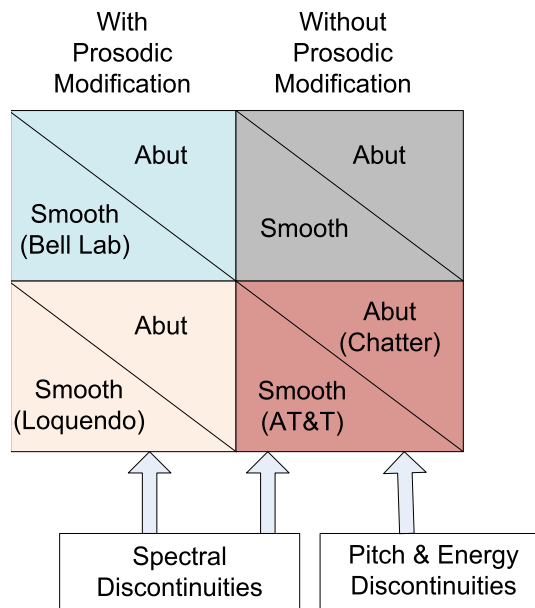 With
Prosodic
Modification
Without
Prosodic
Modification
Abut
Smooth
(Bell Lab)
Abut
Smooth
Abut
Smooth
(Loquendo)
Abut
(Chatter)
Smooth
(AT&T)
Spectral
Discontinuities
Pitch & Energy
Discontinuities